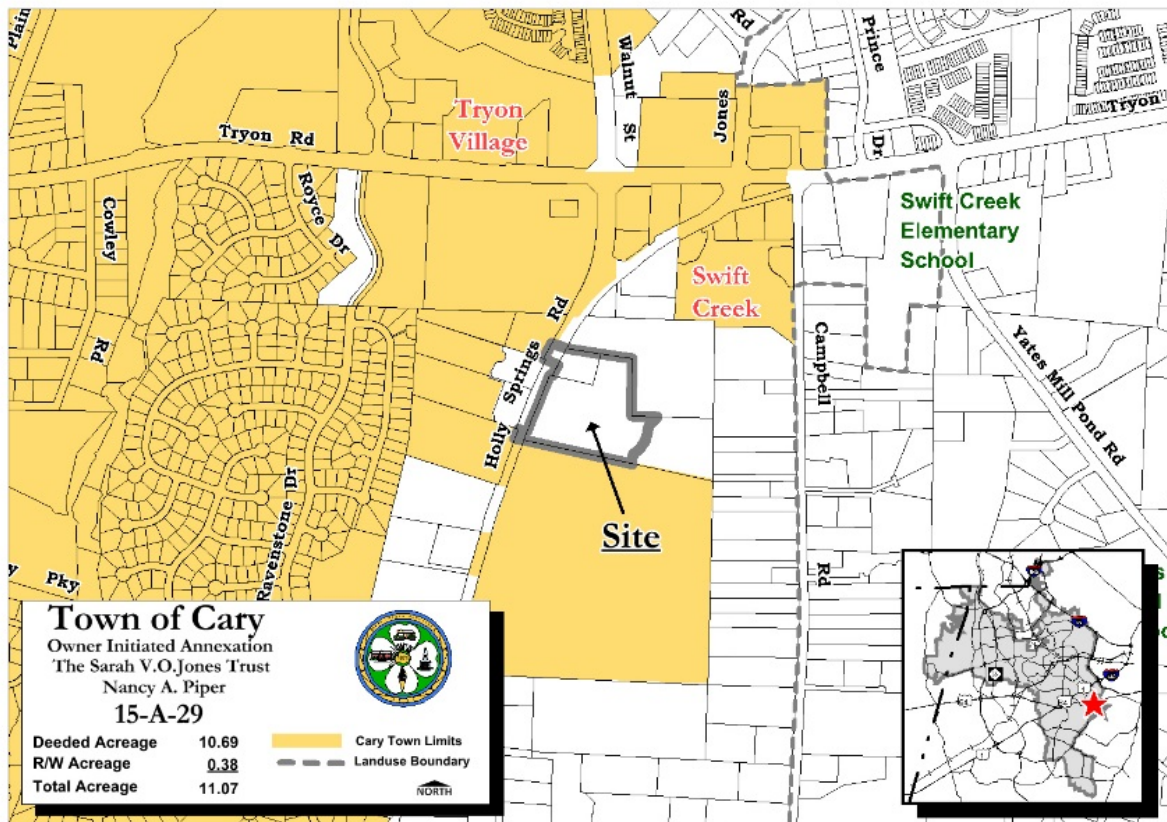 Plain
Rd
Walnut
St
Prince
Dr
Jones
Tryon
Tryon
Village
Tryon Rd
Royce
Dr
Cowley
Rd
Swift Creek
Elementary
School
Swift
Creek
Holly Springs Rd
Campbell
Rd
Yates Mill Pond Rd
Ravenstone Dr
Site
Pky
Town of Cary
Owner Initiated Annexation
The Sarah V.O.Jones Trust
Nancy A. Piper
15-A-29
Deeded Acreage 10.69
R/W Acreage 0.38
Total Acreage 11.07
Cary Town Limits
Landuse Boundary
NORTH